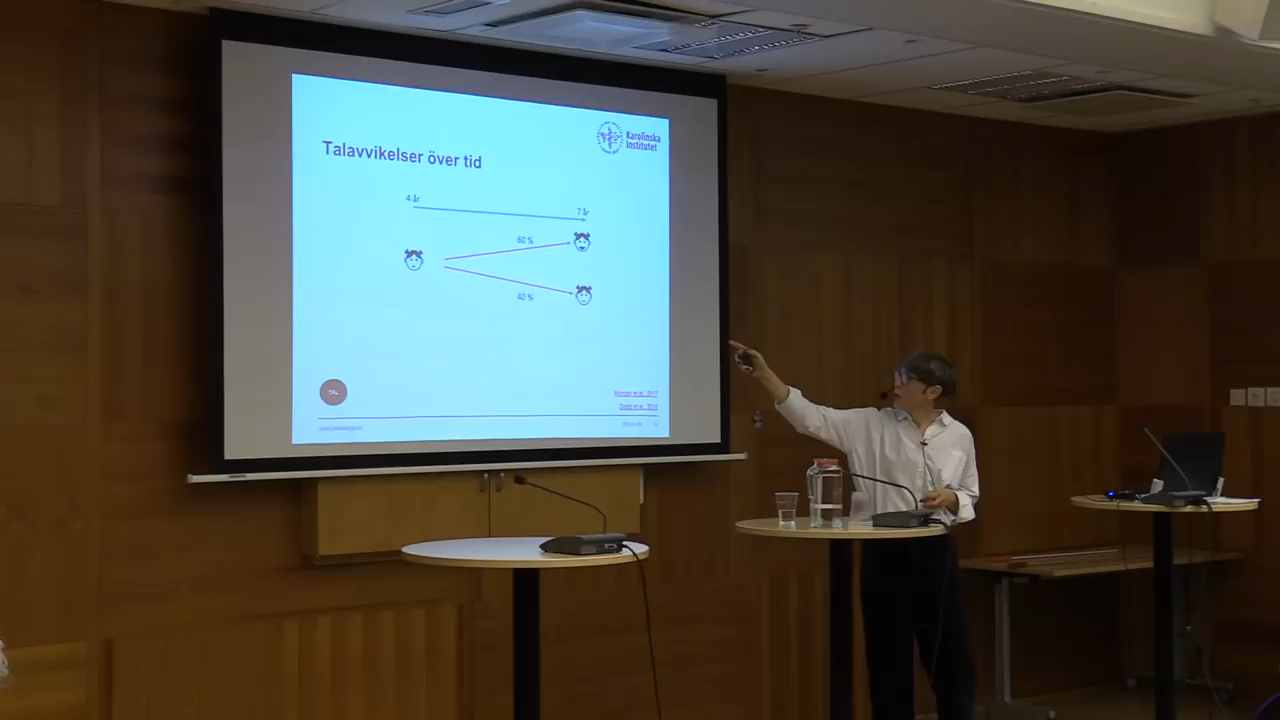 Karolinska
Institutet
Talavvikelser över tid
4 år
7 år
60 %
40 %
TAL